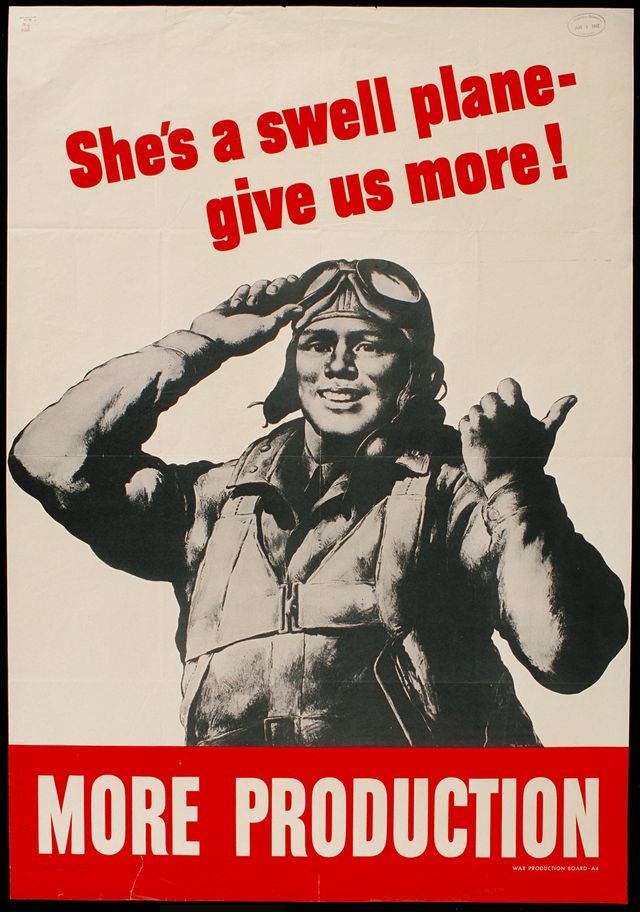 She's a swell plane-
give us more!
MORE PRODUCTION
WAR PRODUCTION BOARD-A4